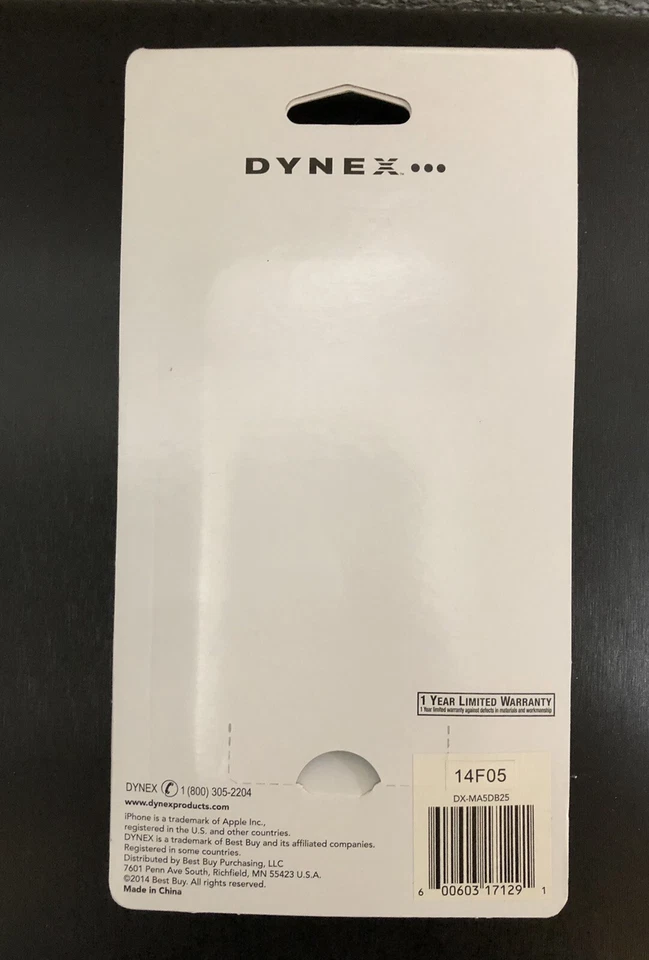 DYNEX™•••
1 YEAR LIMITED WARRANTY
1 Year limited warranty against defects in materials and workmanship
14F05
DX-MA5DB25
6 00603 17129 1
DYNEX 1 (800) 305-2204
www.dynexproducts.com
iPhone is a trademark of Apple Inc.,
registered in the U.S. and other countries.
DYNEX is a trademark of Best Buy and its affiliated companies.
Registered in some countries.
Distributed by Best Buy Purchasing, LLC
7601 Penn Ave South, Richfield, MN 55423 U.S.A.
©2014 Best Buy. All rights reserved.
Made in China